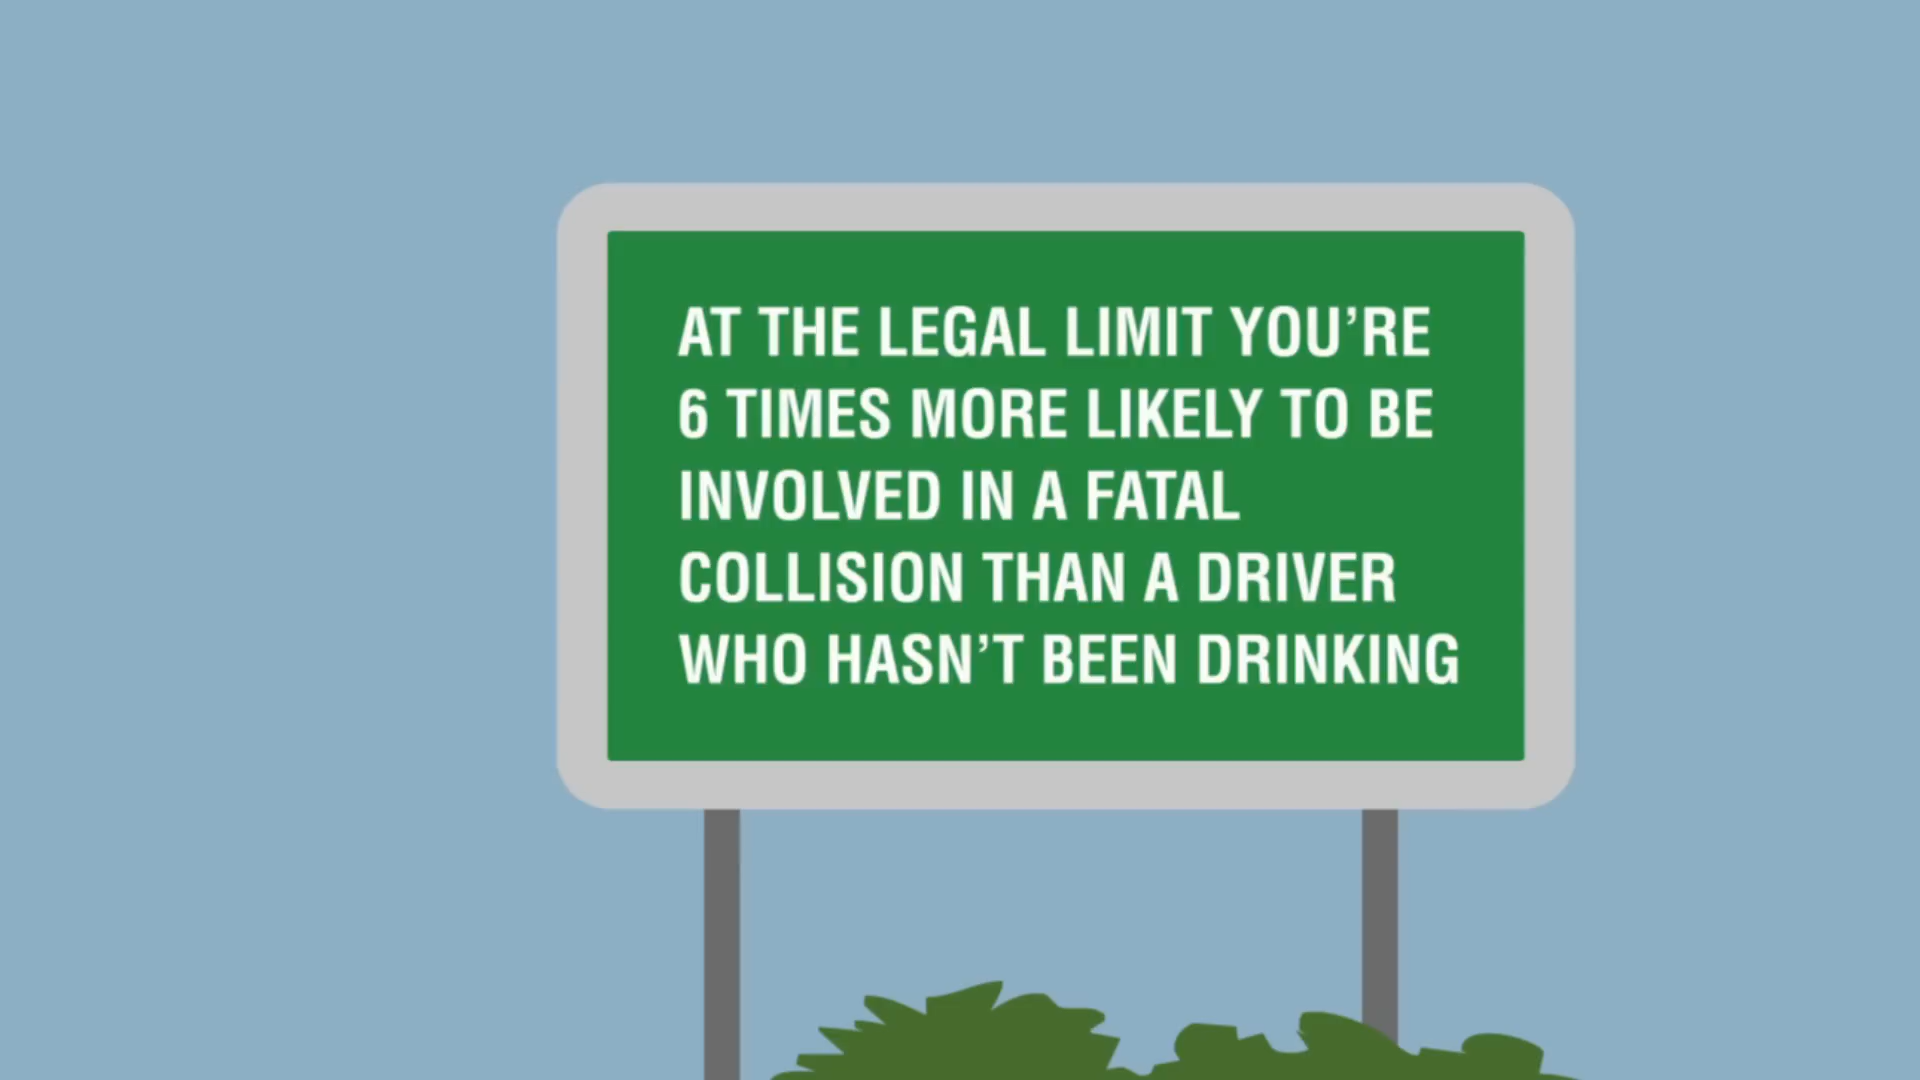 AT THE LEGAL LIMIT YOU’RE
6 TIMES MORE LIKELY TO BE
INVOLVED IN A FATAL
COLLISION THAN A DRIVER
WHO HASN’T BEEN DRINKING